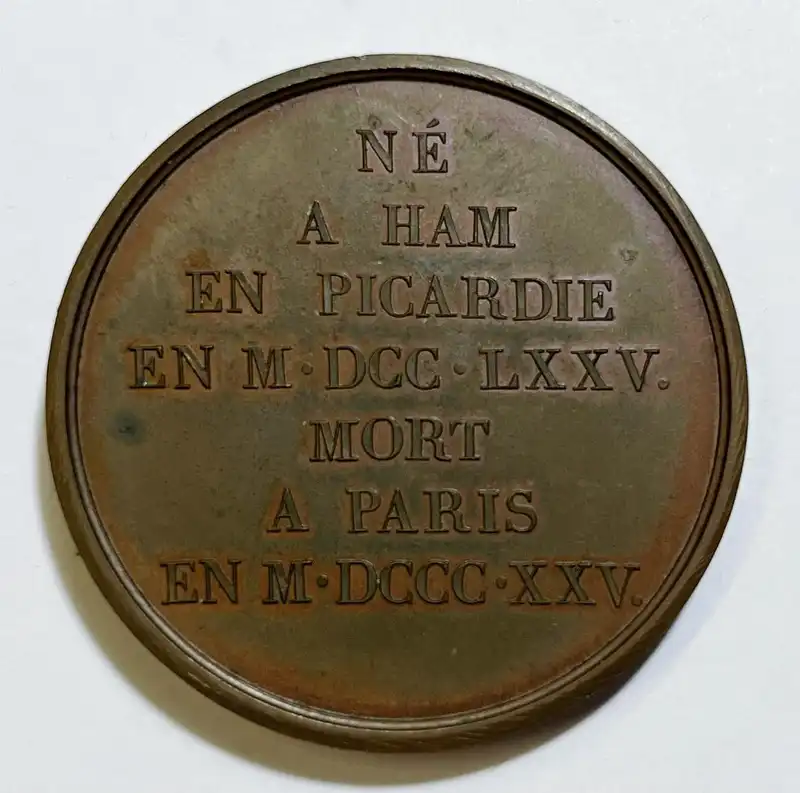 NÉ
A HAM
EN PICARDIE
EN M·DCC·LXXV.
MORT
A PARIS
EN M·DCCC·XXV.